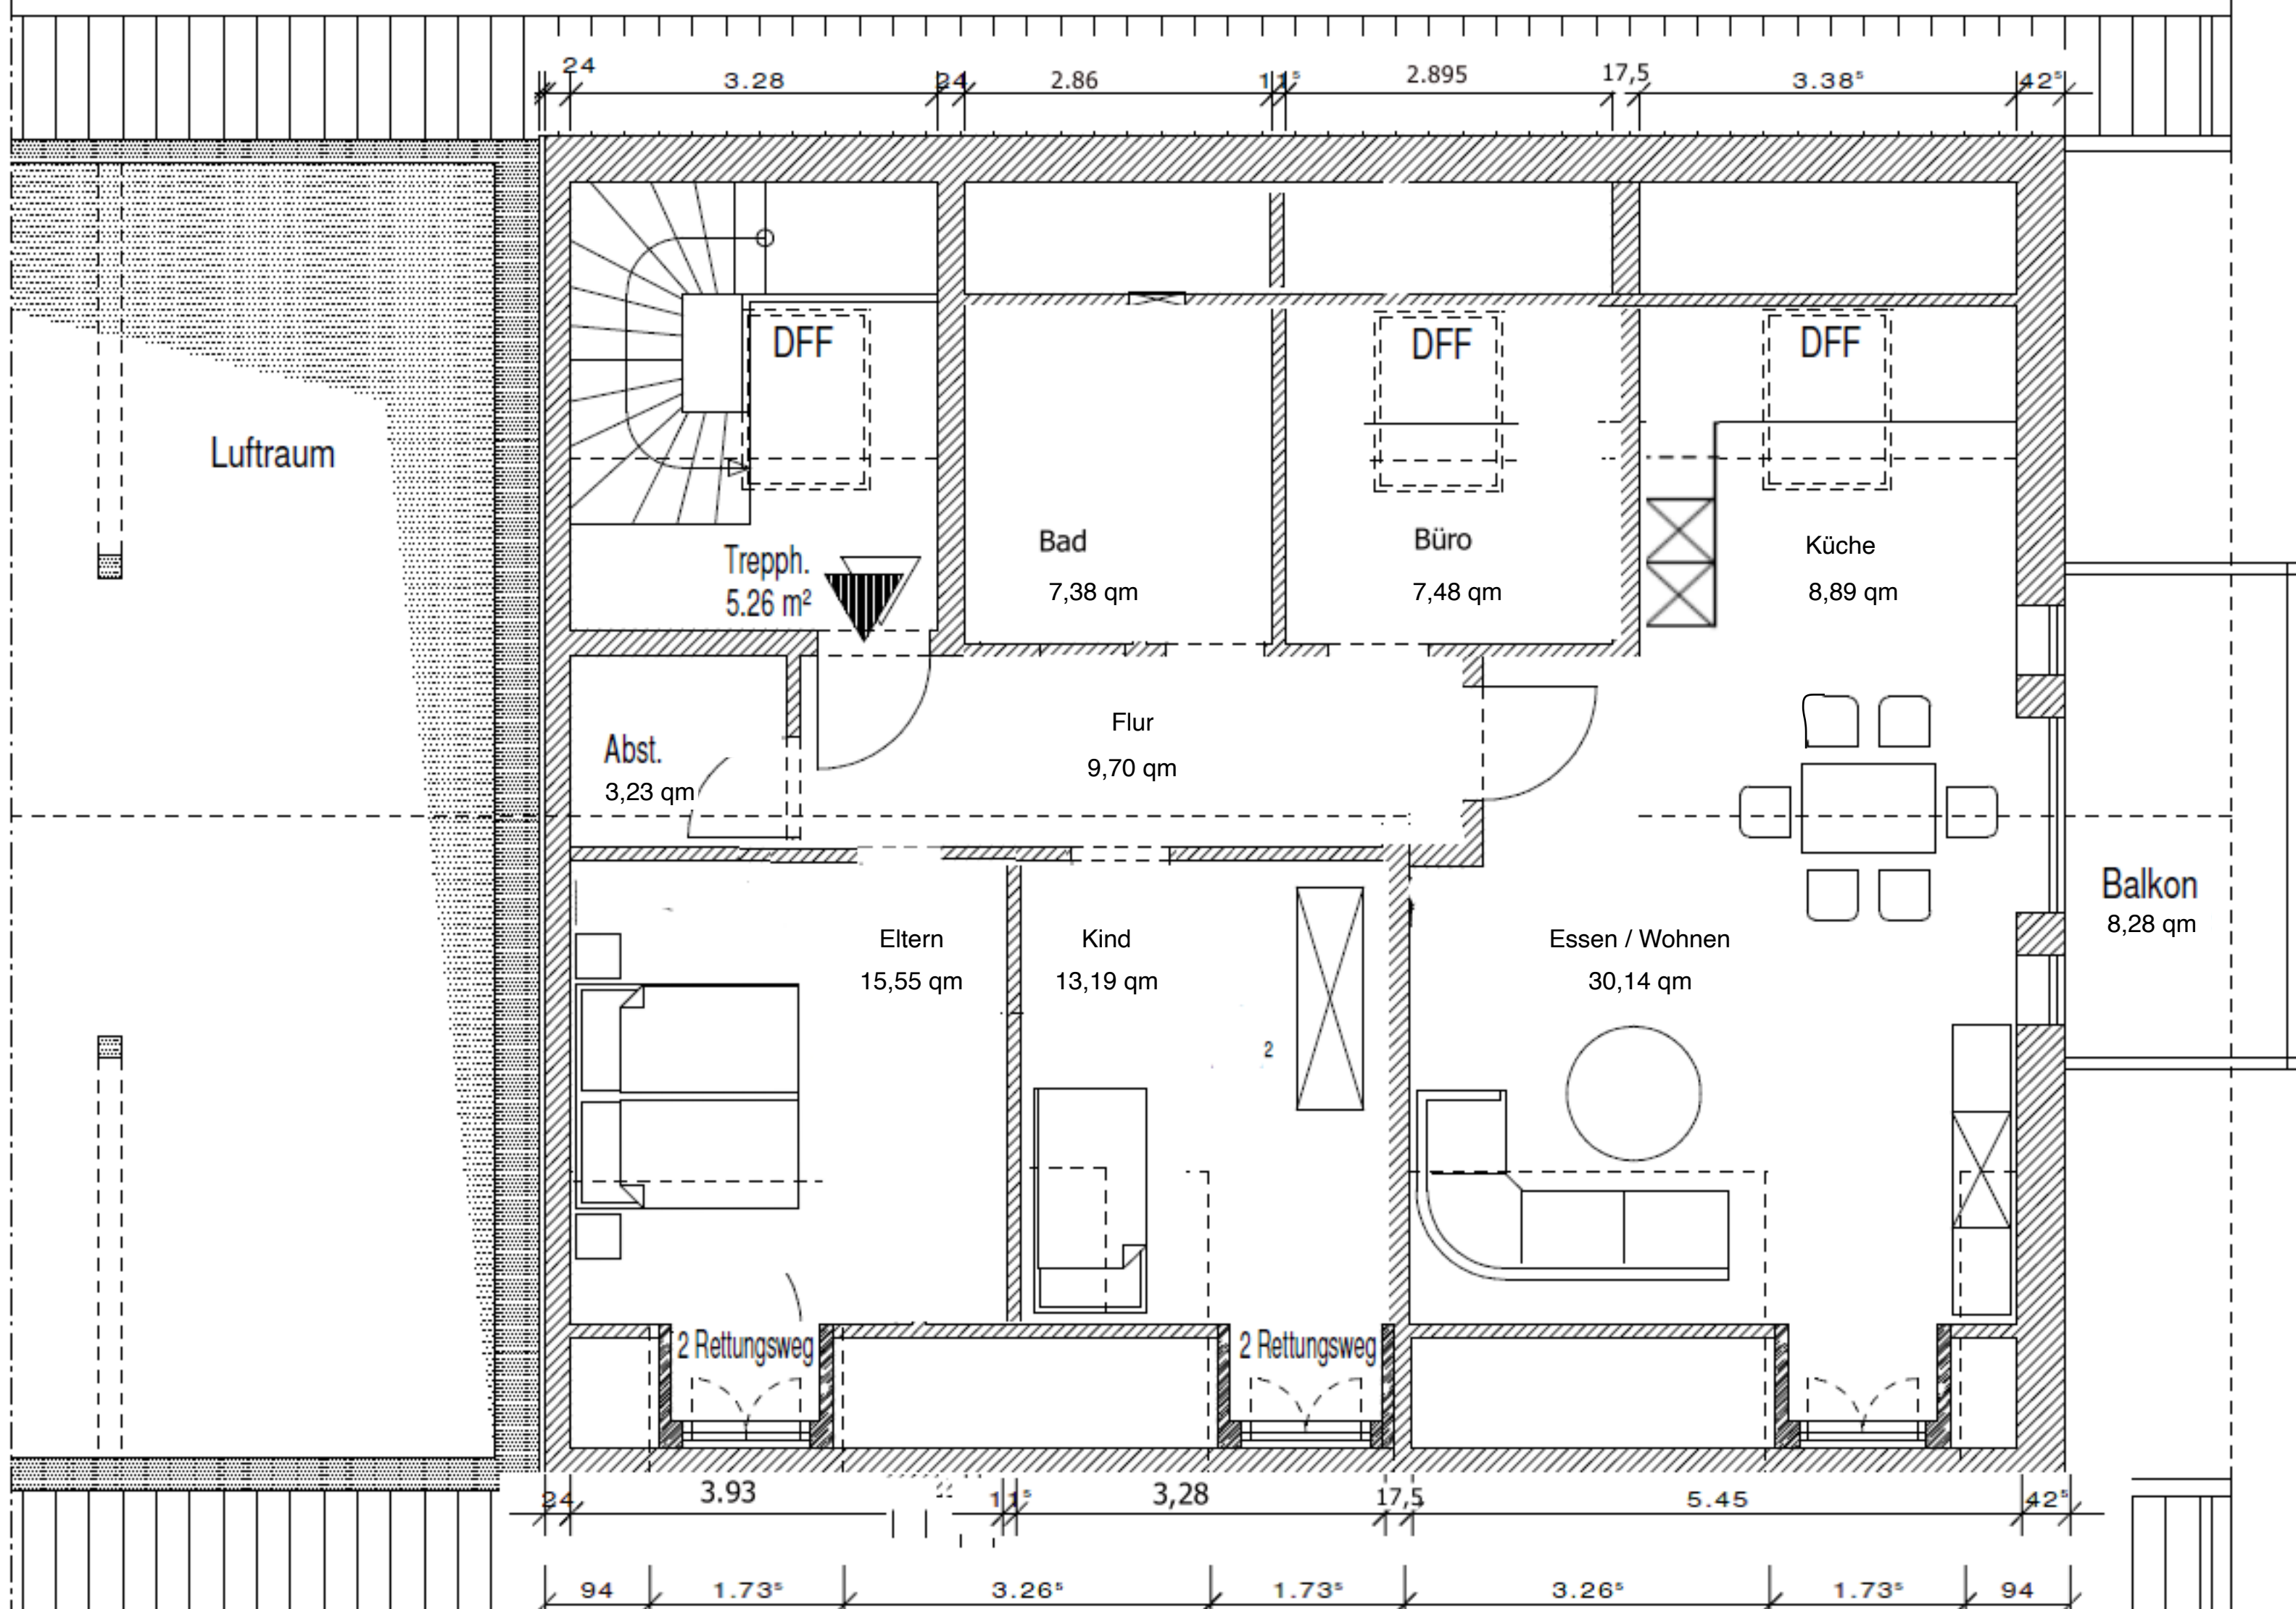 24 3.28 24 2.86 11⁵ 2.895 17,5 3.38⁵ 42⁵
DFF
DFF
DFF
Luftraum
Trepph.
5.26 m²
Bad
7,38 qm
Büro
7,48 qm
Küche
8,89 qm
Abst.
3,23 qm
Flur
9,70 qm
Balkon
8,28 qm
Eltern
15,55 qm
Kind
13,19 qm
Essen / Wohnen
30,14 qm
2
2 Rettungsweg
2 Rettungsweg
24 3.93 11⁵ 3,28 17,5 5.45 42⁵
94 1.73⁵ 3.26⁵ 1.73⁵ 3.26⁵ 1.73⁵ 94